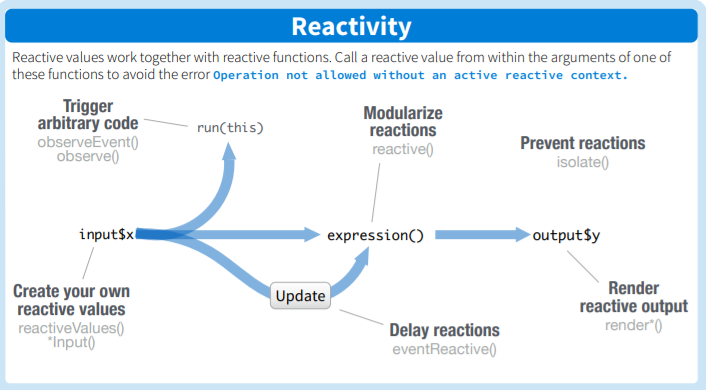 Reactivity
Reactive values work together with reactive functions. Call a reactive value from within the arguments of one of
these functions to avoid the error Operation not allowed without an active reactive context.
Trigger
arbitrary code
observeEvent()
observe()
run(this)
Modularize
reactions
reactive()
Prevent reactions
isolate()
input$x
expression()
output$y
Create your own
reactive values
reactiveValues()
*Input()
Update
Delay reactions
eventReactive()
Render
reactive output
render*()